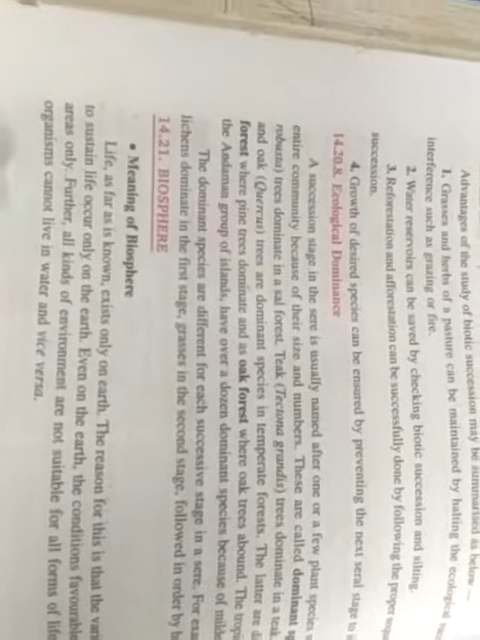 Advantages of the study of biotic succession may be summarised as below—
1. Grasses and herbs of a pasture can be maintained by halting the ecological
interference such as grazing or fire.
2. Water reservoirs can be saved by checking biotic succession and silting.
3. Reforestation and afforestation can be successfully done by following the proper
succession.
4. Growth of desired species can be ensured by preventing the next seral stage to
14.20.8. Ecological Dominance
A succession stage in the sere is usually named after one or a few plant species
entire community because of their size and numbers. These are called dominant
robusta) trees dominate in a sal forest, Teak (Tectona grandis) trees dominate in a teak
and oak (Quercus) trees are dominant species in temperate forests. The latter are
forest where pine trees dominate and as oak forest where oak trees abound. The
the Andaman group of islands, have over a dozen dominant species because of
The dominant species are different for each successive stage in a sere. For
lichens dominate in the first stage, grasses in the second stage, followed in order by
14.21. BIOSPHERE
• Meaning of Biosphere
Life, as far as is known, exists only on earth. The reason for this is that the
to sustain life occur only on the earth. Even on the earth, the conditions favourable
areas only. Further, all kinds of environment are not suitable for all forms of life
organisms cannot live in water and vice versa.